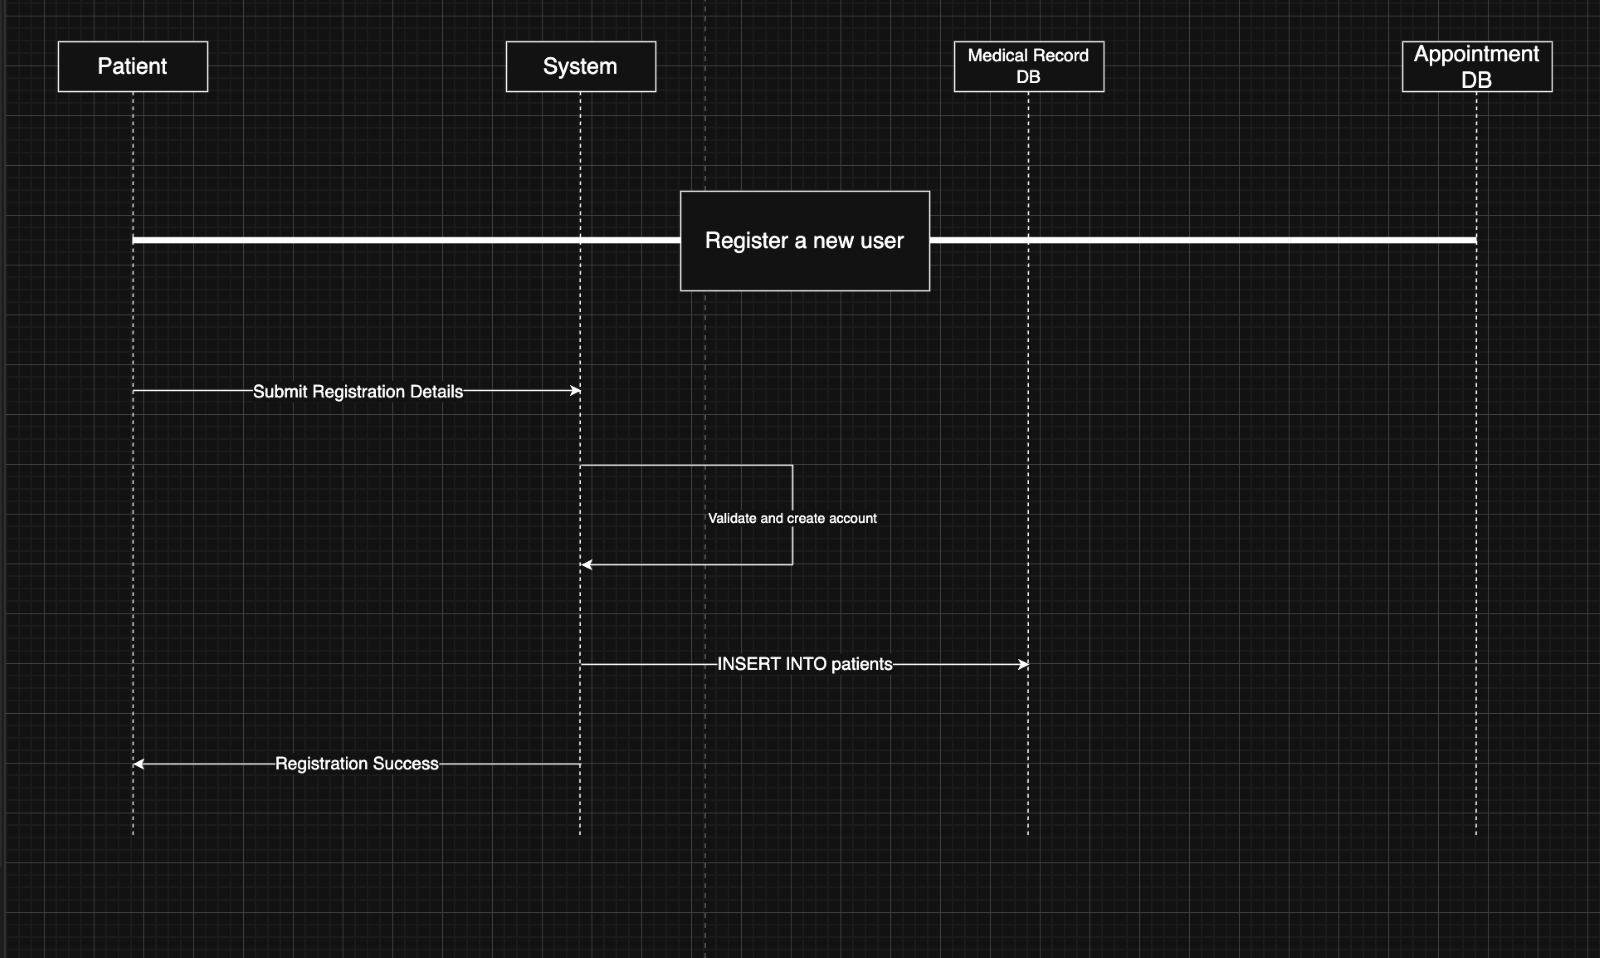 Patient
System
Medical Record
DB
Appointment
DB
Register a new user
Submit Registration Details
Validate and create account
INSERT INTO patients
Registration Success